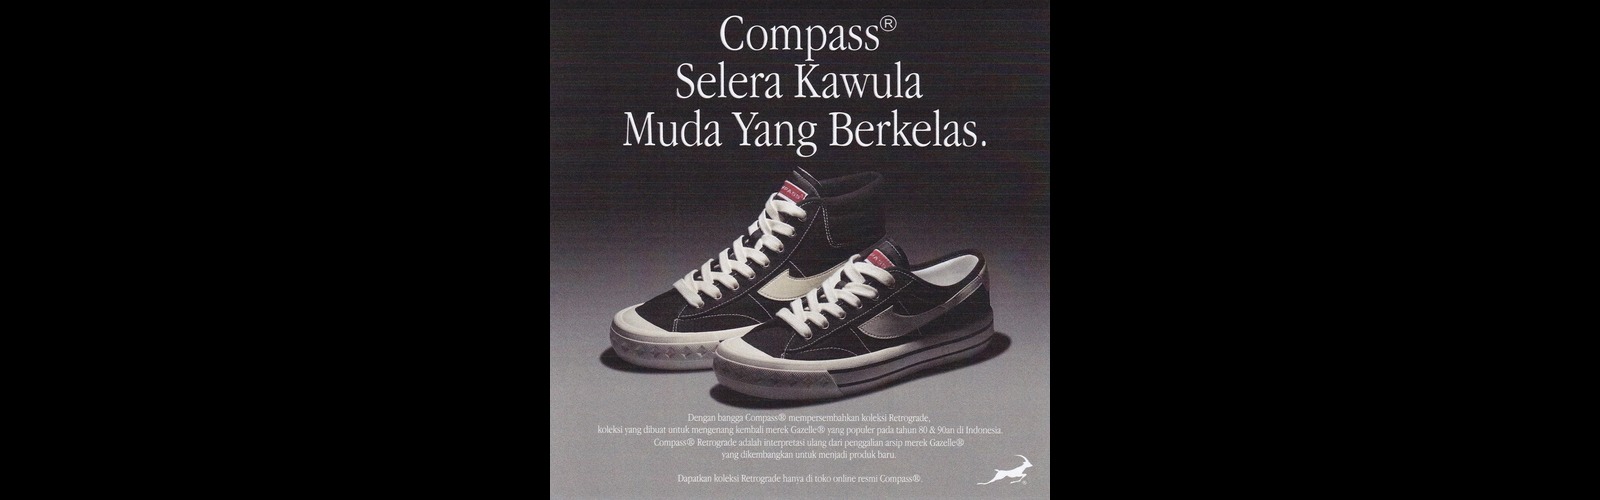 Compass®
Selera Kawula
Muda Yang Berkelas.
Dengan bangga Compass® mempersembahkan koleksi Retrograde,
koleksi yang dibuat untuk mengenang kembali merek Gazelle® yang populer pada tahun 80 & 90an di Indonesia.
Compass® Retrograde adalah interpretasi ulang dari penggalian arsip merek Gazelle®
yang dikembangkan untuk menjadi produk baru.
Dapatkan koleksi Retrograde hanya di toko online resmi Compass®.